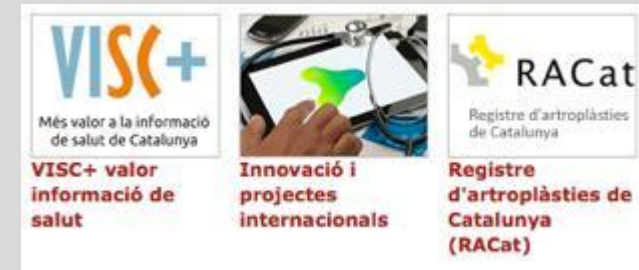 VISC+
Més valor a la informació
de salut de Catalunya
VISC+ valor
informació de
salut
Innovació i
projectes
internacionals
RACat
Registre d'artroplàsties
de Catalunya
Registre
d'artroplàsties de
Catalunya
(RACat)